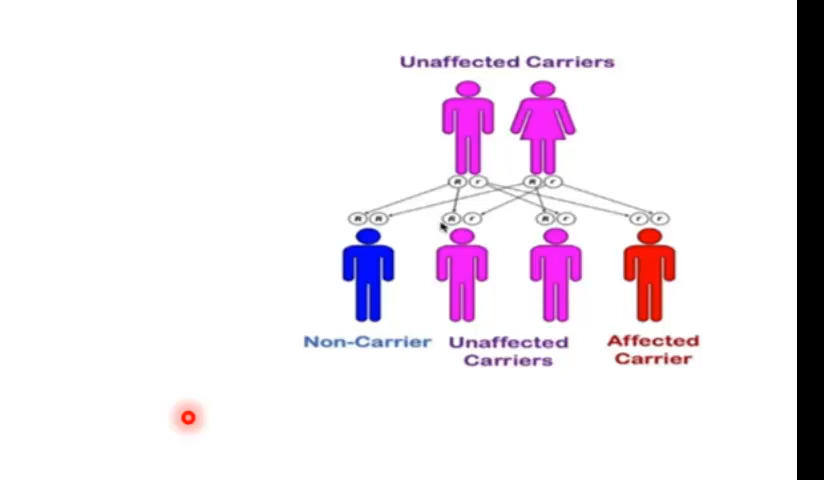 Unaffected Carriers
R r R r
R R R r R r r r
Non-Carrier Unaffected Carriers Affected Carrier